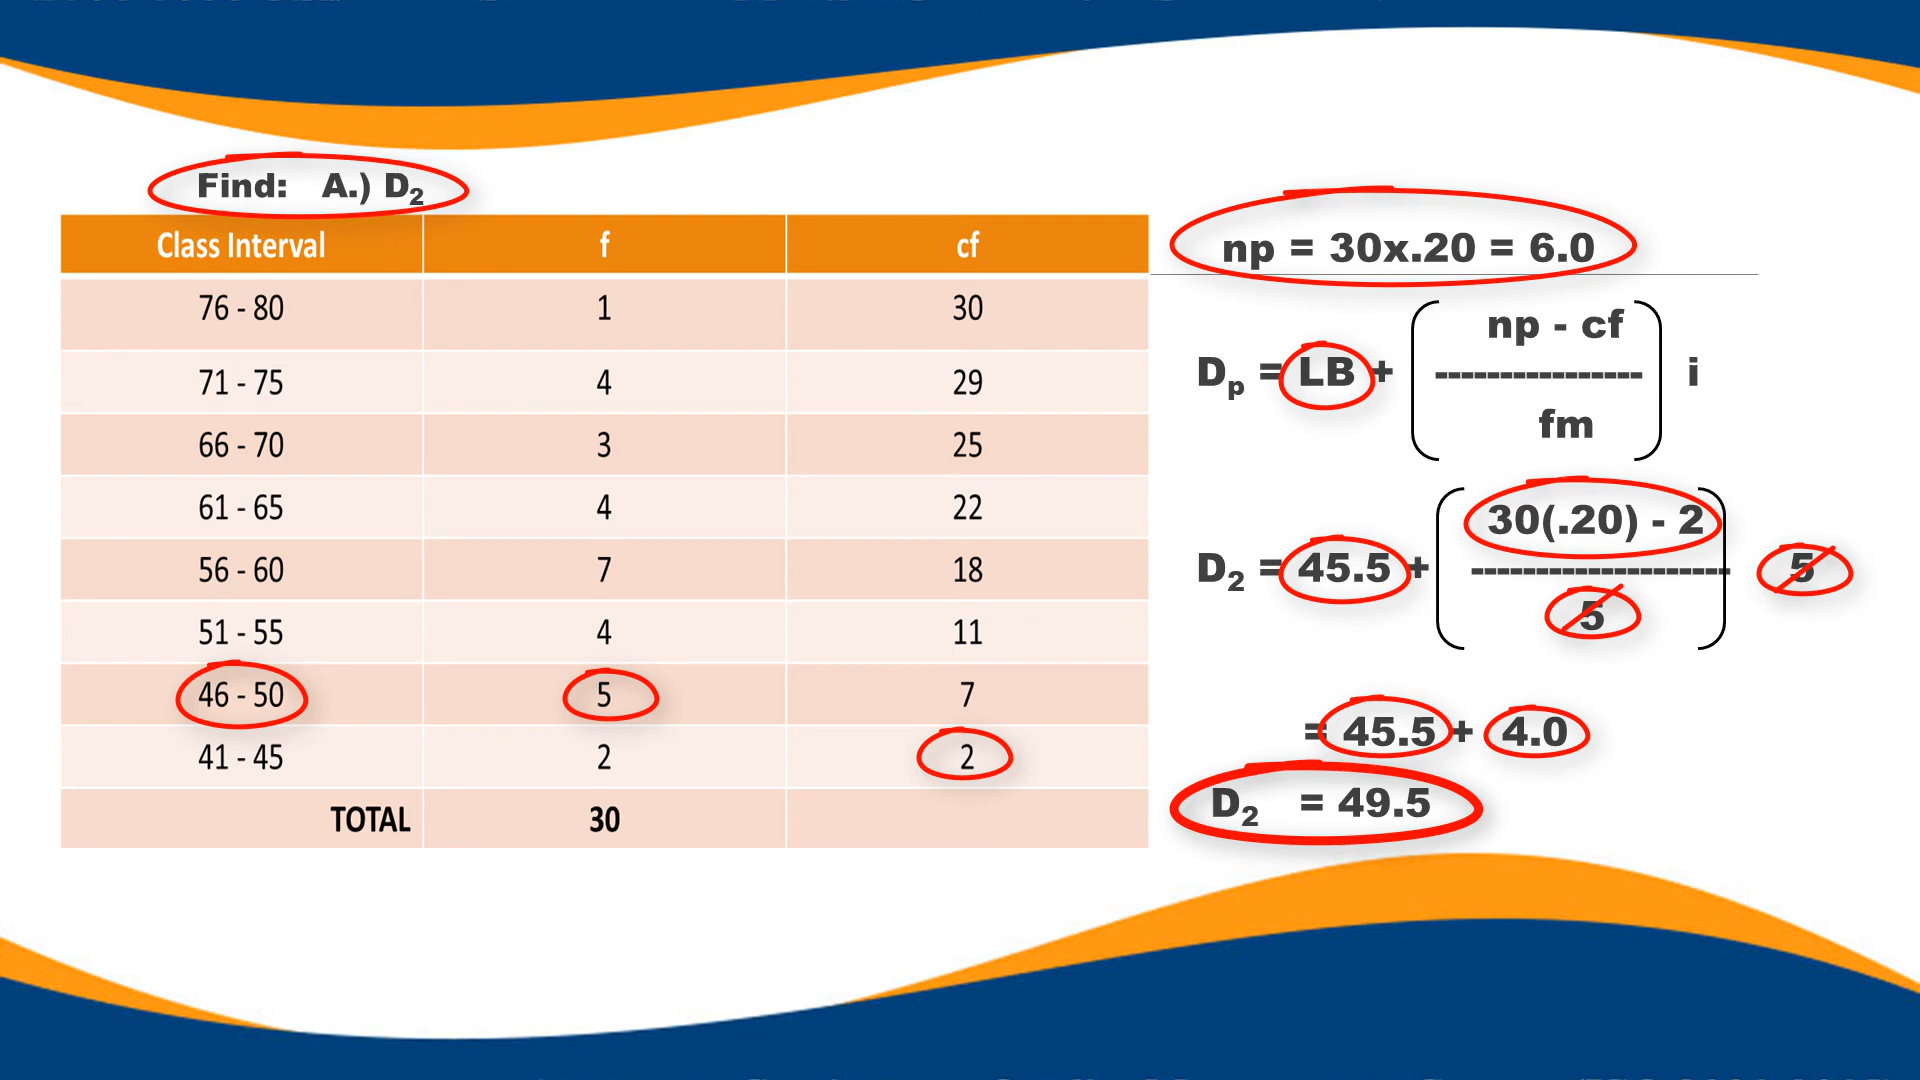 Find: A.) D₂
Class Interval f cf
76 - 80 1 30
71 - 75 4 29
66 - 70 3 25
61 - 65 4 22
56 - 60 7 18
51 - 55 4 11
46 - 50 5 7
41 - 45 2 2
TOTAL 30
np = 30x.20 = 6.0
np - cf
Dₚ = LB + ---------------- i
fm
30(.20) - 2
D₂ = 45.5 + -------------------- 5
5
= 45.5 + 4.0
D₂ = 49.5